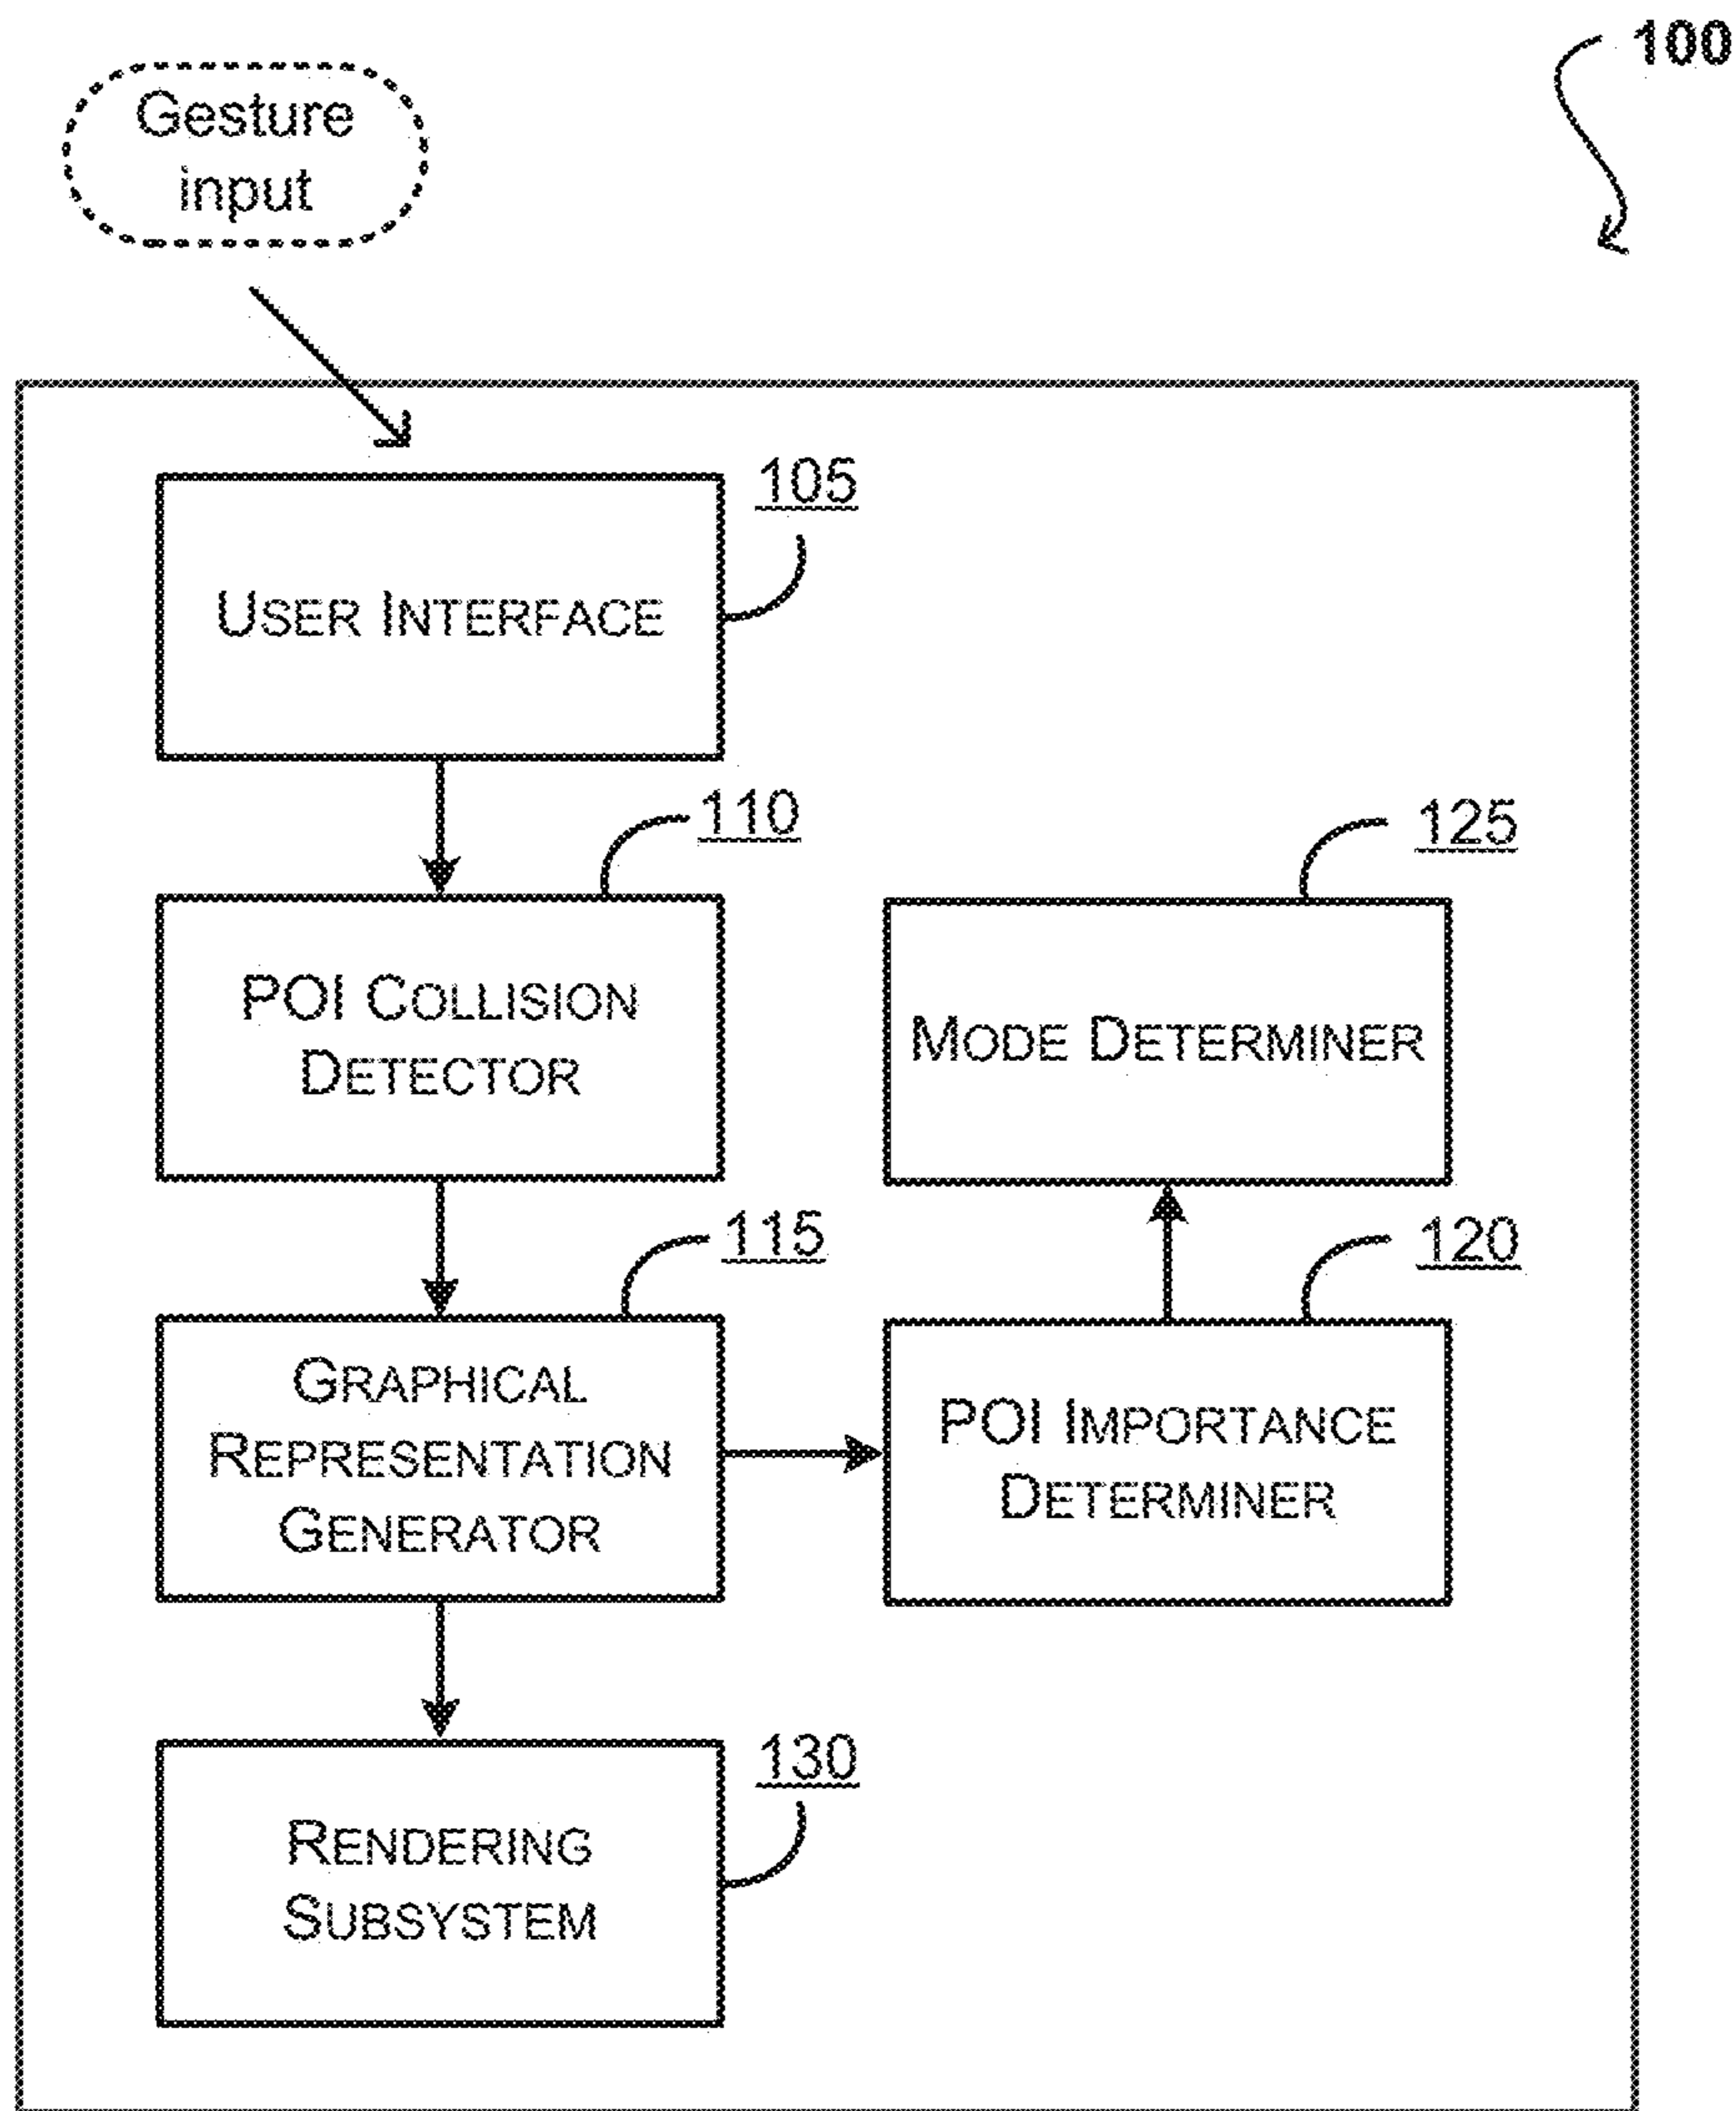 100
Gesture
input
105
USER INTERFACE
110
POI COLLISION
DETECTOR
125
MODE DETERMINER
115
GRAPHICAL
REPRESENTATION
GENERATOR
120
POI IMPORTANCE
DETERMINER
130
RENDERING
SUBSYSTEM